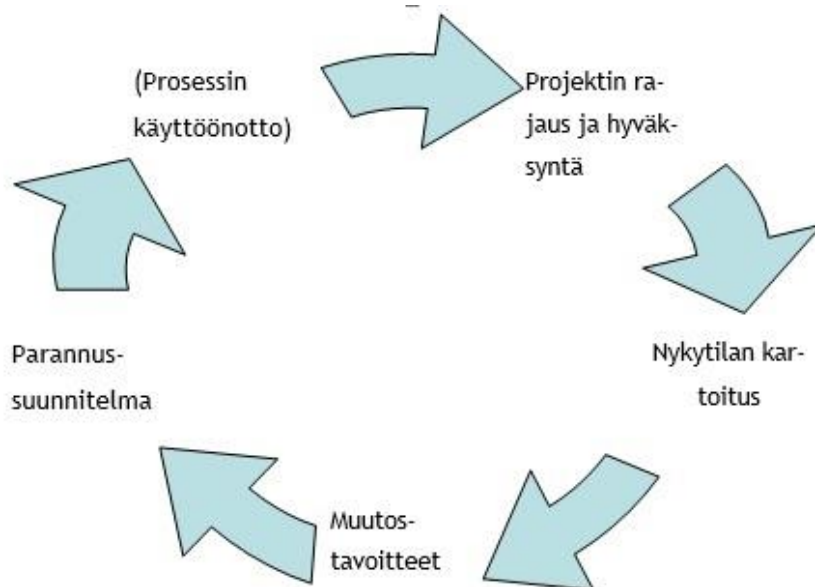 (Prosessin
käyttöönotto)
Projektin ra-
jaus ja hyväk-
syntä
Nykytilan kar-
toitus
Muutos-
tavoitteet
Parannus-
suunnitelma